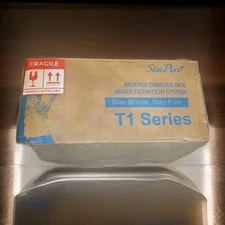 FRAGILE
SimPure
REVERSE OSMOSIS (RO)
WATER FILTRATION SYSTEM
Stay Simple, Stay Pure
T1 Series
HANDLE WITH CARE